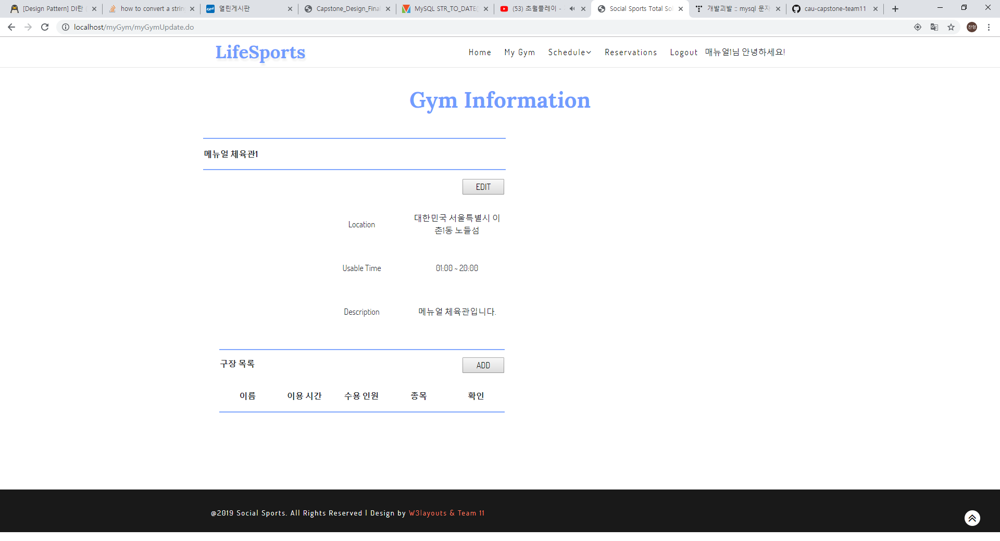 [Design Pattern] DI란
how to convert a strin
열린게시판
Capstone_Design_Final
MySQL STR_TO_DATE(
(53) 초월플레이 -
Social Sports Total Sol
개발괴발 :: mysql 문자
cau-capstone-team11
localhost/myGym/myGymUpdate.do
찬형
LifeSports
Home My Gym Schedule Reservations Logout 매뉴얼1님 안녕하세요!
Gym Information
메뉴얼 체육관1
EDIT
Location
대한민국 서울특별시 이
촌1동 노들섬
Usable Time
01:00 ~ 20:00
Description
메뉴얼 체육관입니다.
구장 목록
ADD
이름 이용 시간 수용 인원 종목 확인
@2019 Social Sports. All Rights Reserved | Design by W3layouts & Team 11